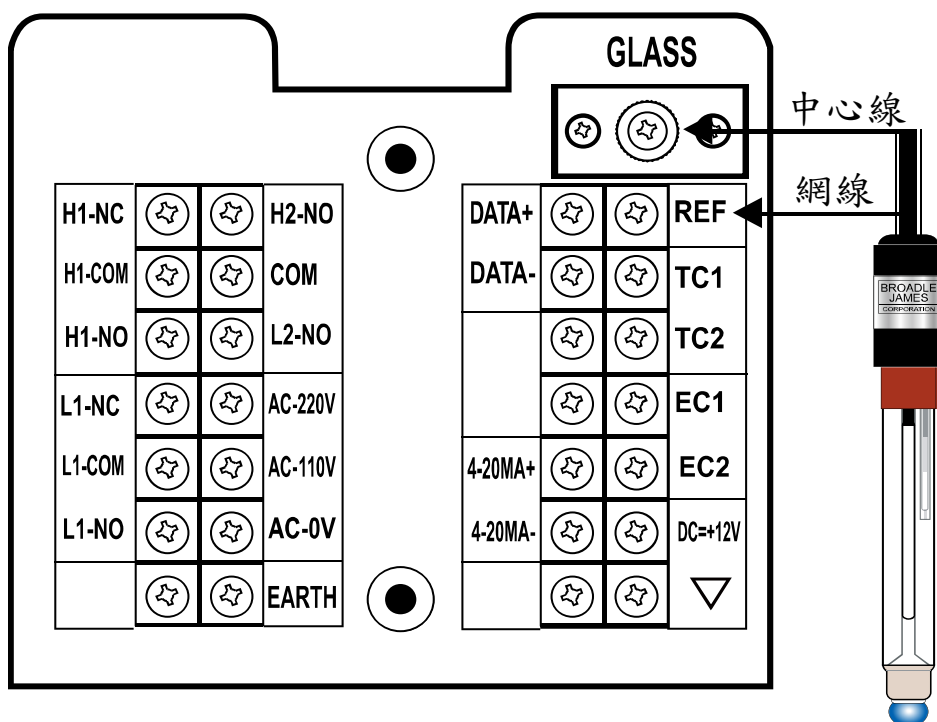 GLASS
中心線
網線
H1-NC
H2-NO
H1-COM
COM
H1-NO
L2-NO
L1-NC
AC-220V
L1-COM
AC-110V
L1-NO
AC-0V
EARTH
DATA+
REF
DATA-
TC1
TC2
EC1
4-20MA+
EC2
4-20MA-
DC=+12V
BROADLE
JAMES
CORPORATION